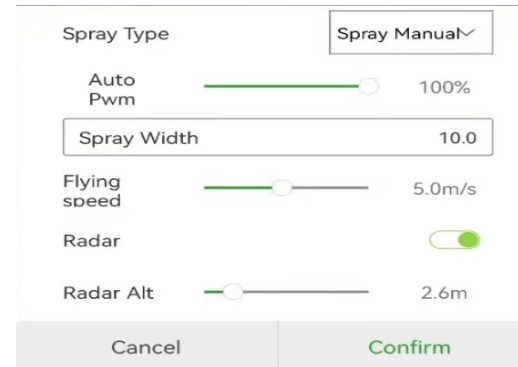 Spray Type Spray Manual
Auto
Pwm 100%
Spray Width 10.0
Flying
speed 5.0m/s
Radar
Radar Alt 2.6m
Cancel Confirm